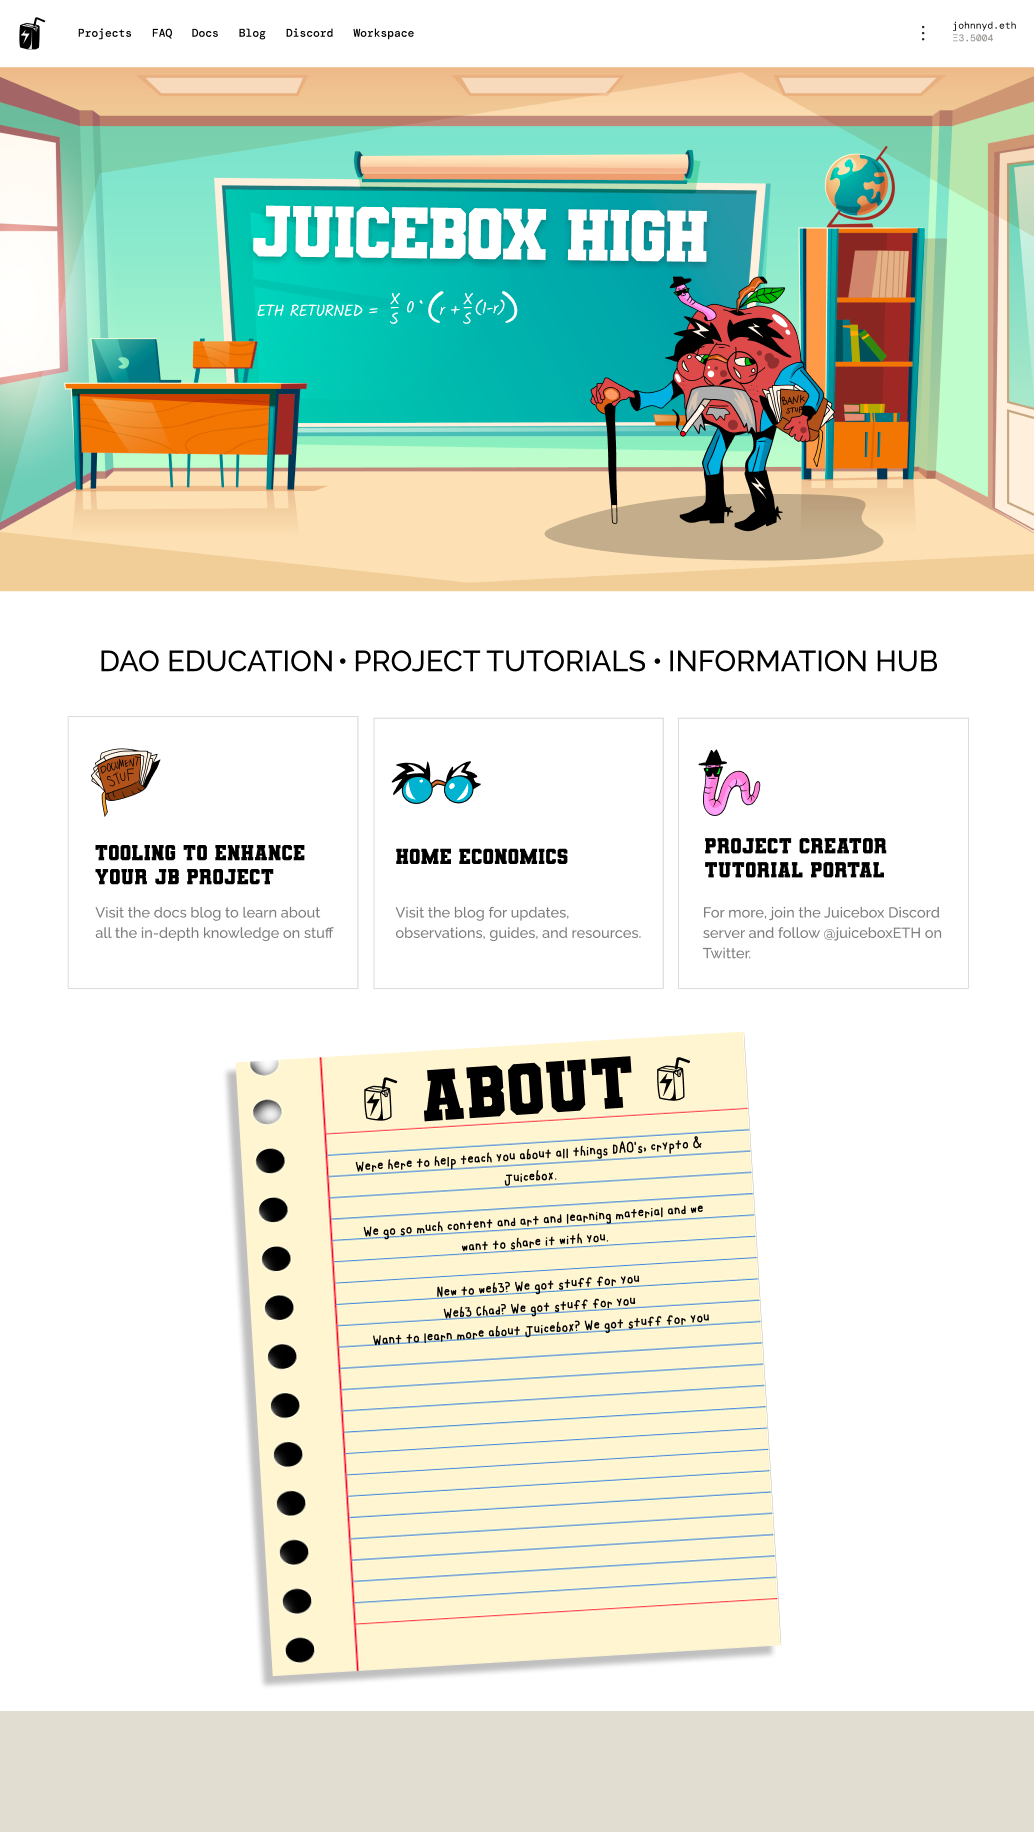 Projects FAQ Docs Blog Discord Workspace
johnnyd.eth
Ξ3.5004
JUICEBOX HIGH
ETH RETURNED = X/S O` (r + X/S (1-r))
BANK
STUF
DAO EDUCATION • PROJECT TUTORIALS • INFORMATION HUB
DOCUMENT
STUF
TOOLING TO ENHANCE
YOUR JB PROJECT
Visit the docs blog to learn about
all the in-depth knowledge on stuff
HOME ECONOMICS
Visit the blog for updates,
observations, guides, and resources.
PROJECT CREATOR
TUTORIAL PORTAL
For more, join the Juicebox Discord
server and follow @juiceboxETH on
Twitter.
ABOUT
Were here to help teach you about all things DAO's, crypto &
Juicebox.
We go so much content and art and learning material and we
want to share it with you.
New to web3? We got stuff for you
Web3 Chad? We got stuff for you
Want to learn more about Juicebox? We got stuff for you